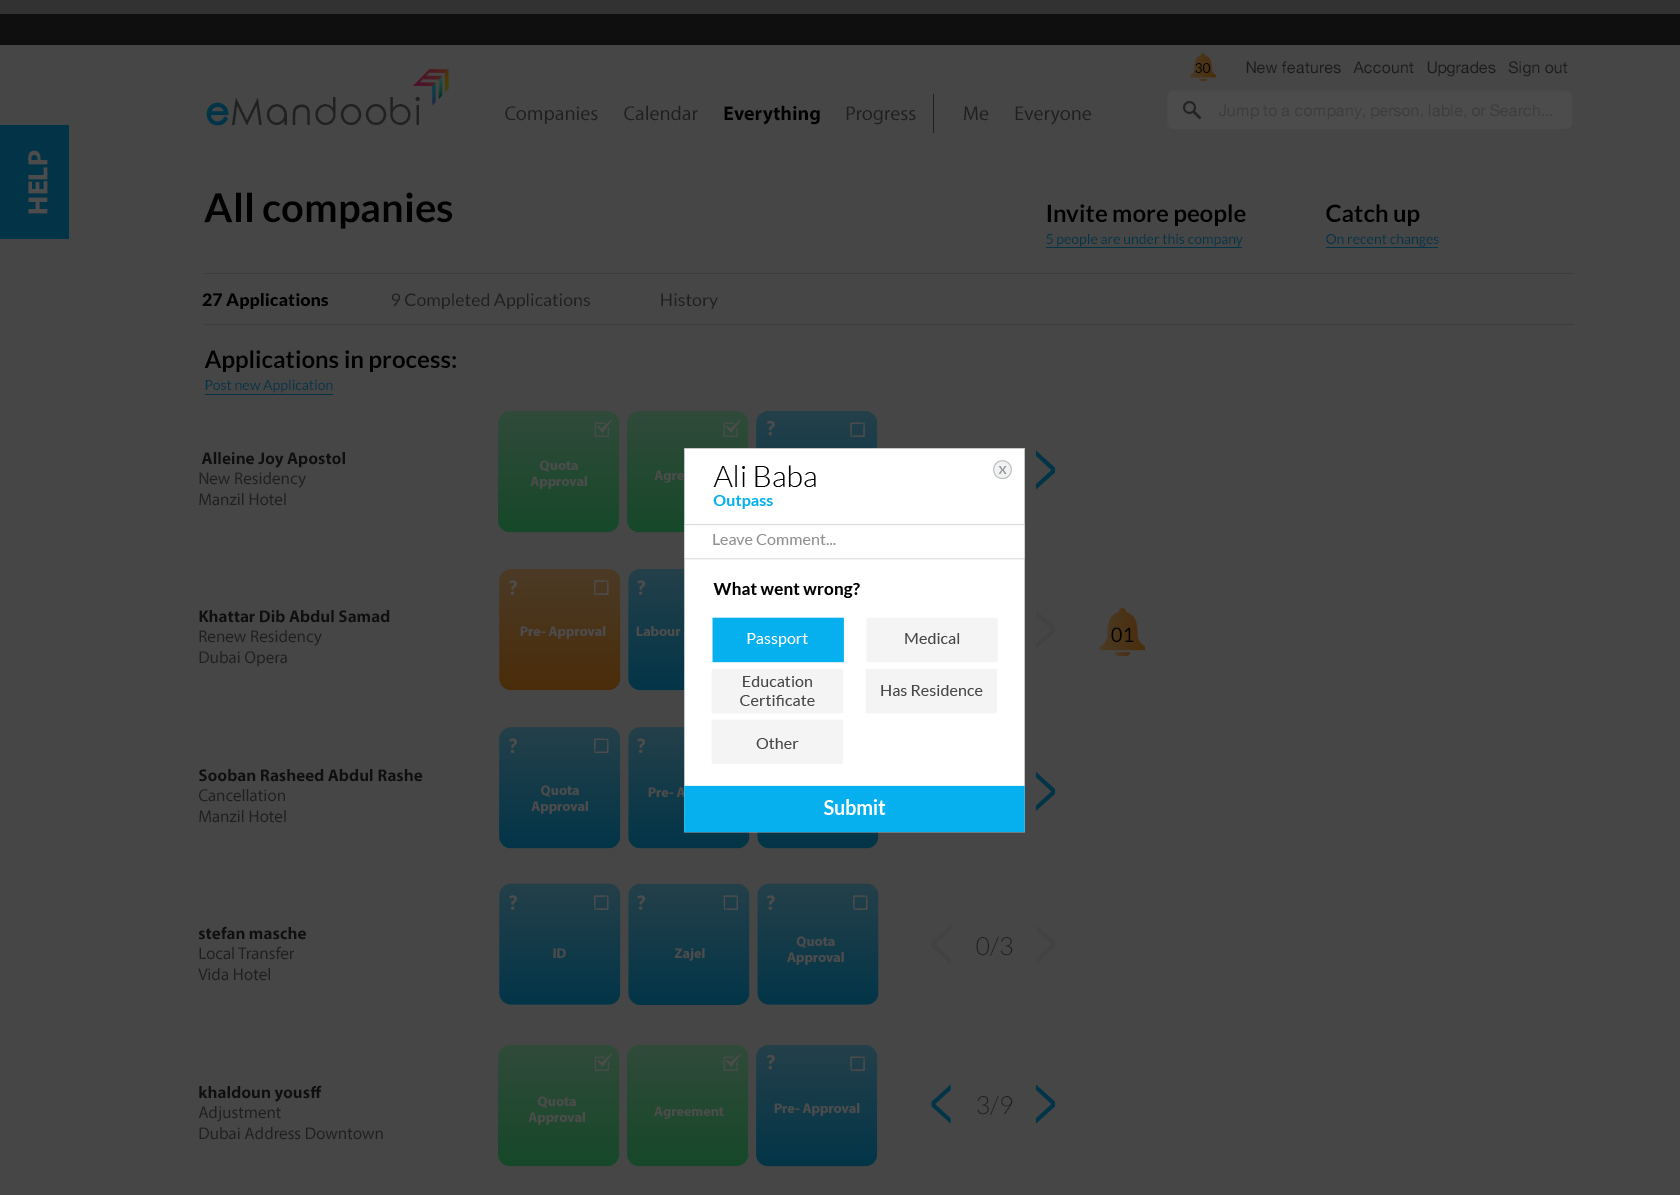 30
New features Account Upgrades Sign out
eMandoobi
Companies Calendar Everything Progress Me Everyone
Jump to a company, person, lable, or Search...
HELP
All companies
Invite more people
5 people are under this company
Catch up
On recent changes
27 Applications 9 Completed Applications History
Applications in process:
Post new Application
Alleine Joy Apostol
New Residency
Manzil Hotel
Quota
Approval
?
Ali Baba
x
Outpass
Leave Comment...
What went wrong?
Passport
Medical
Education
Certificate
Has Residence
Other
Submit
Khattar Dib Abdul Samad
Renew Residency
Dubai Opera
?
Pre- Approval
?
Labour
01
Sooban Rasheed Abdul Rashe
Cancellation
Manzil Hotel
?
Quota
Approval
?
stefan masche
Local Transfer
Vida Hotel
?
ID
?
Zajel
?
Quota
Approval
0/3
khaldoun yousff
Adjustment
Dubai Address Downtown
Quota
Approval
Agreement
?
Pre- Approval
3/9